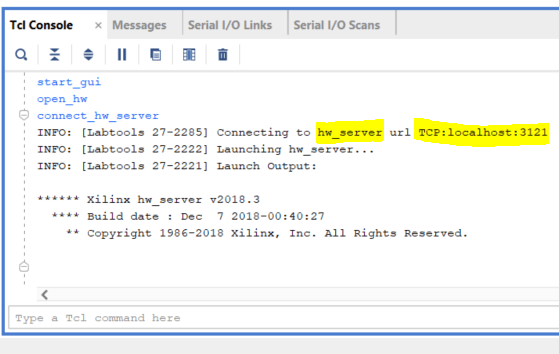 Tcl Console × Messages Serial I/O Links Serial I/O Scans
start_gui
open_hw
connect_hw_server
INFO: [Labtools 27-2285] Connecting to hw_server url TCP:localhost:3121
INFO: [Labtools 27-2222] Launching hw_server...
INFO: [Labtools 27-2221] Launch Output:
****** Xilinx hw_server v2018.3
**** Build date : Dec  7 2018-00:40:27
** Copyright 1986-2018 Xilinx, Inc. All Rights Reserved.
Type a Tcl command here